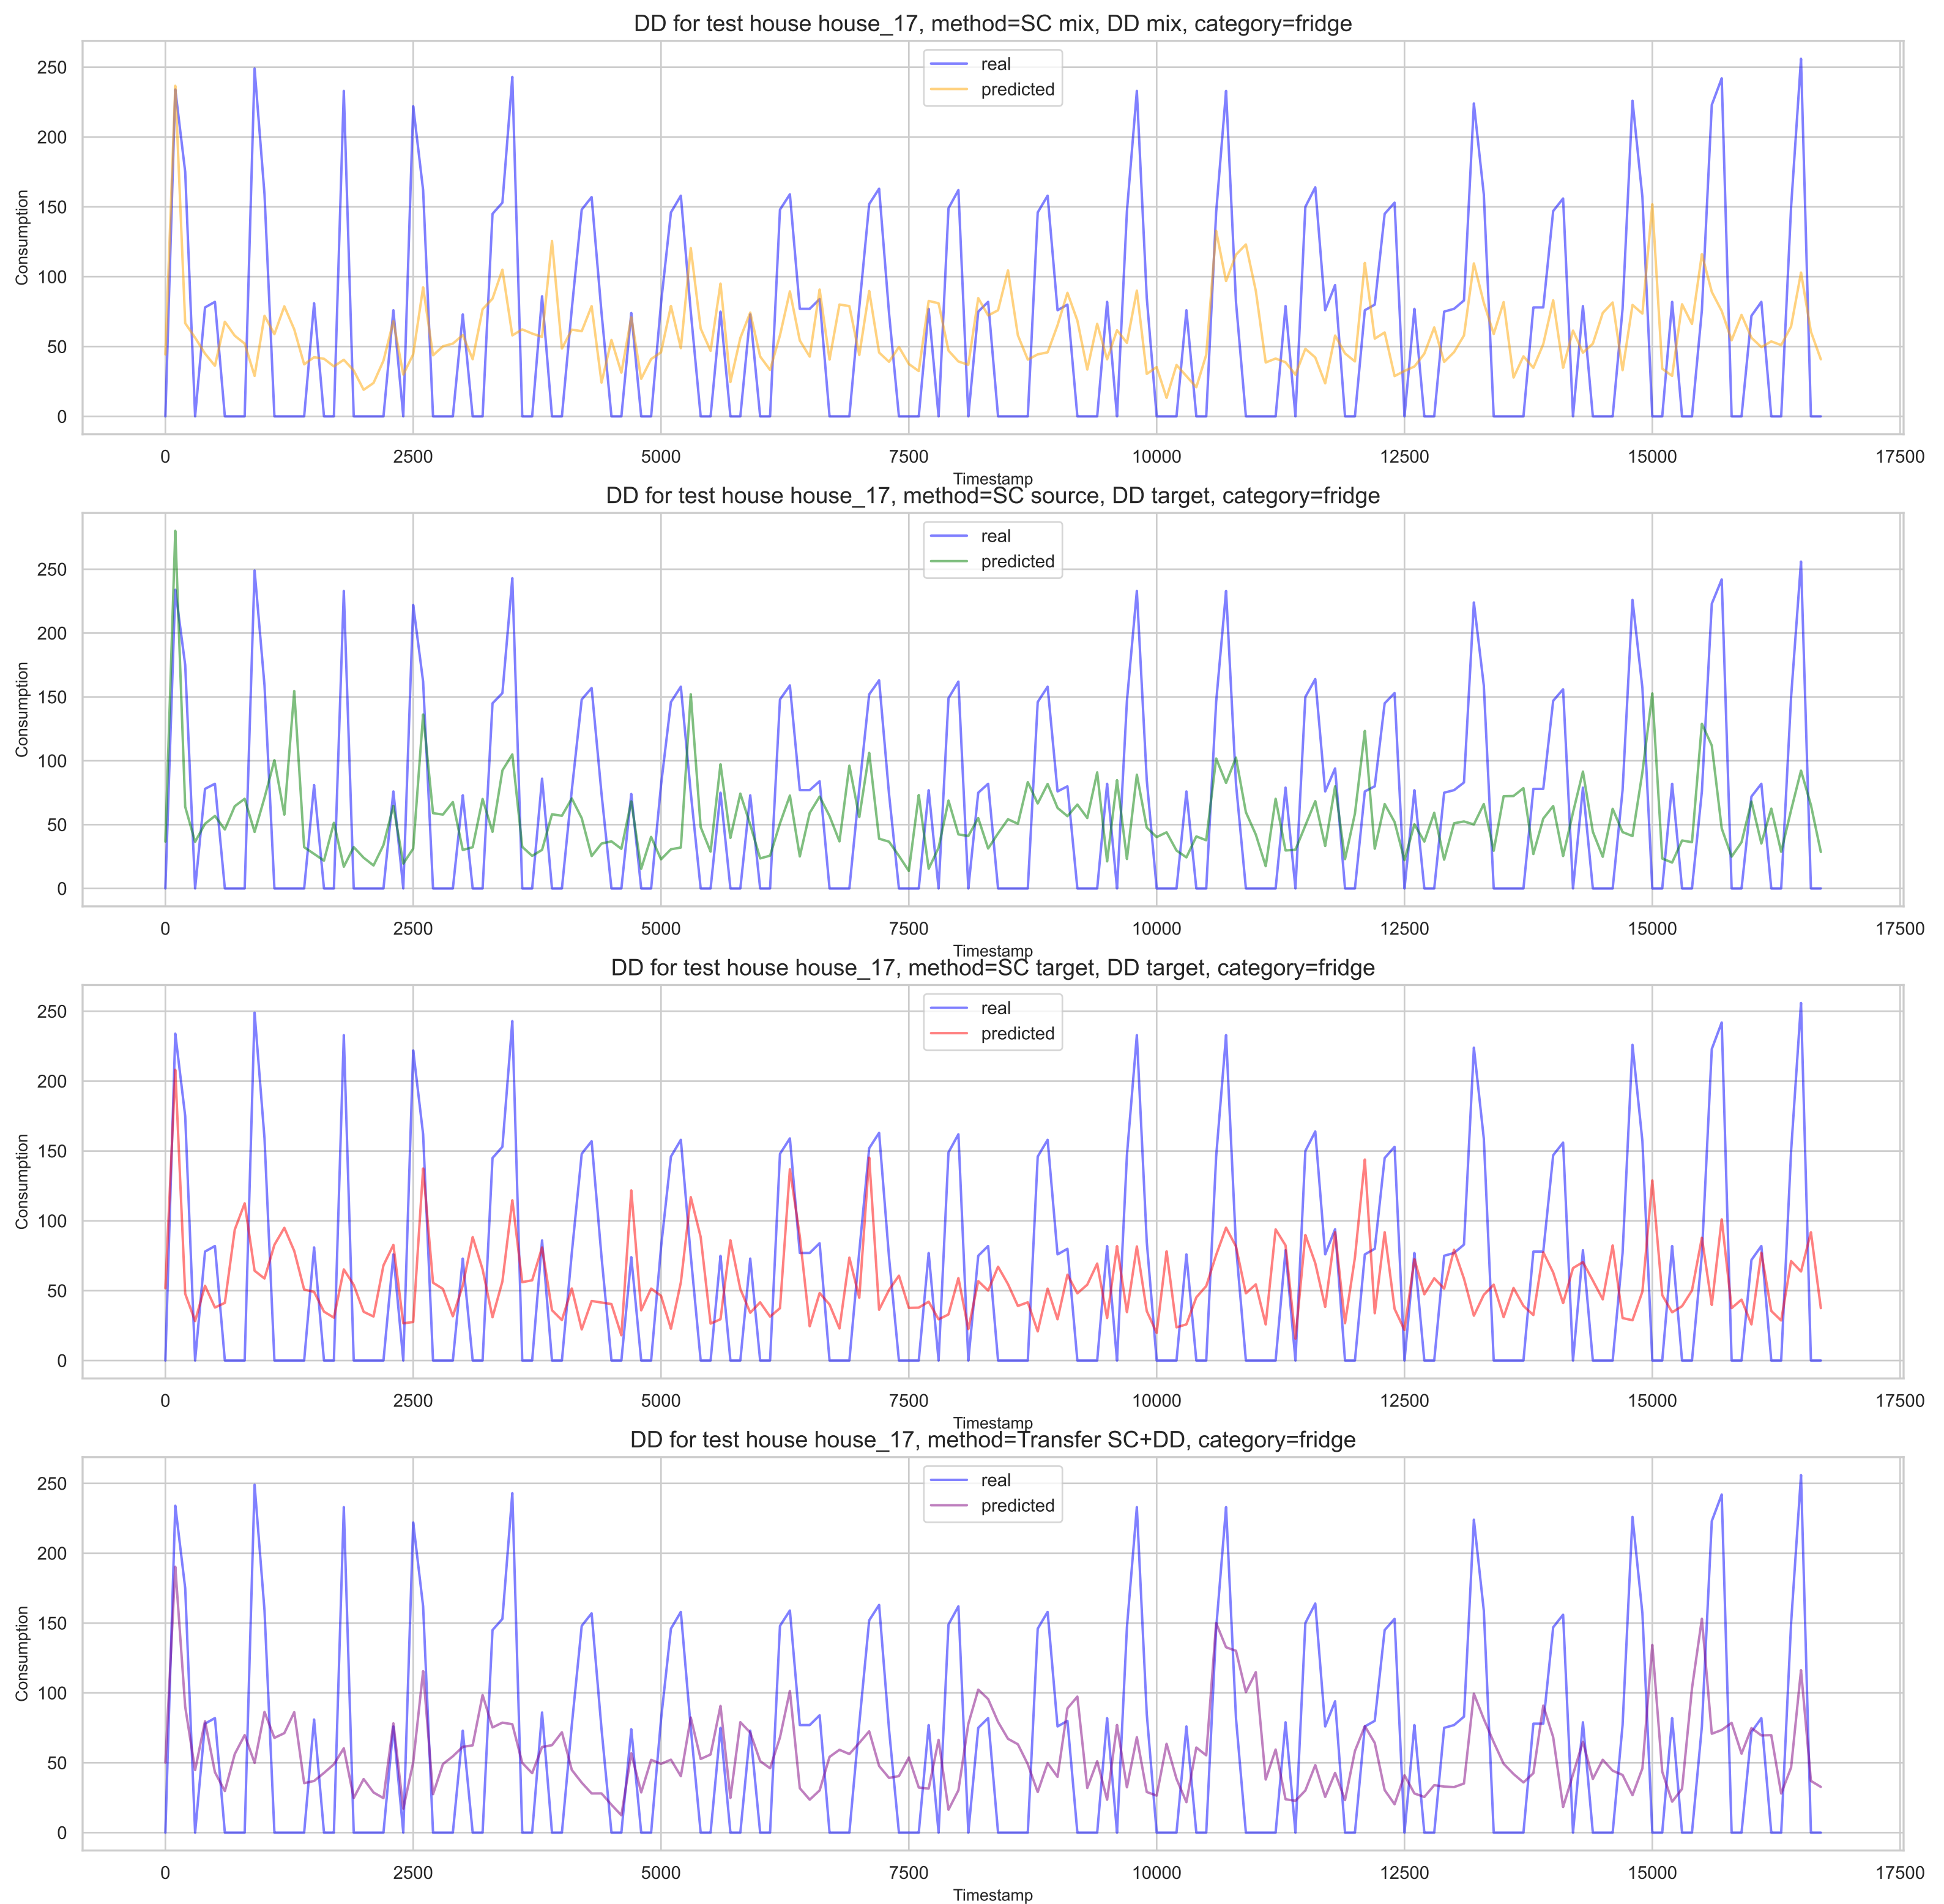 DD for test house house_17, method=SC mix, DD mix, category=fridge
real
predicted
Consumption
250
200
150
100
50
0
0 2500 5000 7500 10000 12500 15000 17500
Timestamp
DD for test house house_17, method=SC source, DD target, category=fridge
real
predicted
Consumption
250
200
150
100
50
0
0 2500 5000 7500 10000 12500 15000 17500
Timestamp
DD for test house house_17, method=SC target, DD target, category=fridge
real
predicted
Consumption
250
200
150
100
50
0
0 2500 5000 7500 10000 12500 15000 17500
Timestamp
DD for test house house_17, method=Transfer SC+DD, category=fridge
real
predicted
Consumption
250
200
150
100
50
0
0 2500 5000 7500 10000 12500 15000 17500
Timestamp